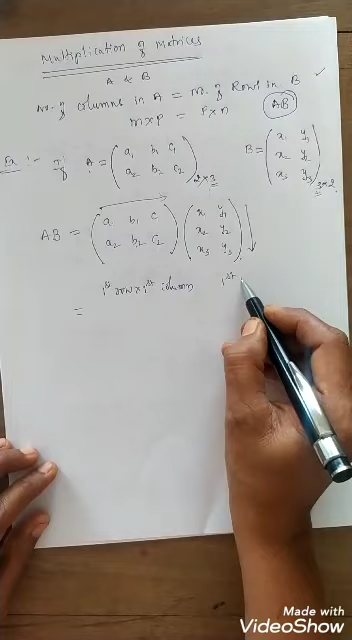 Multiplication of Matrices
A & B
No. of columns in A = No. of Rows in B ✓
m×p = p×n AB
Ex :- If A = ( a₁ b₁ c₁ B = ( x₁ y₁
a₂ b₂ c₂ )2×3 x₂ y₂
x₃ y₃ )3×2
AB = ( a₁ b₁ c₁ ) ( x₁ y₁ )
a₂ b₂ c₂ x₂ y₂
x₃ y₃
1st row × 1st column 1st
=
Made with
VideoShow